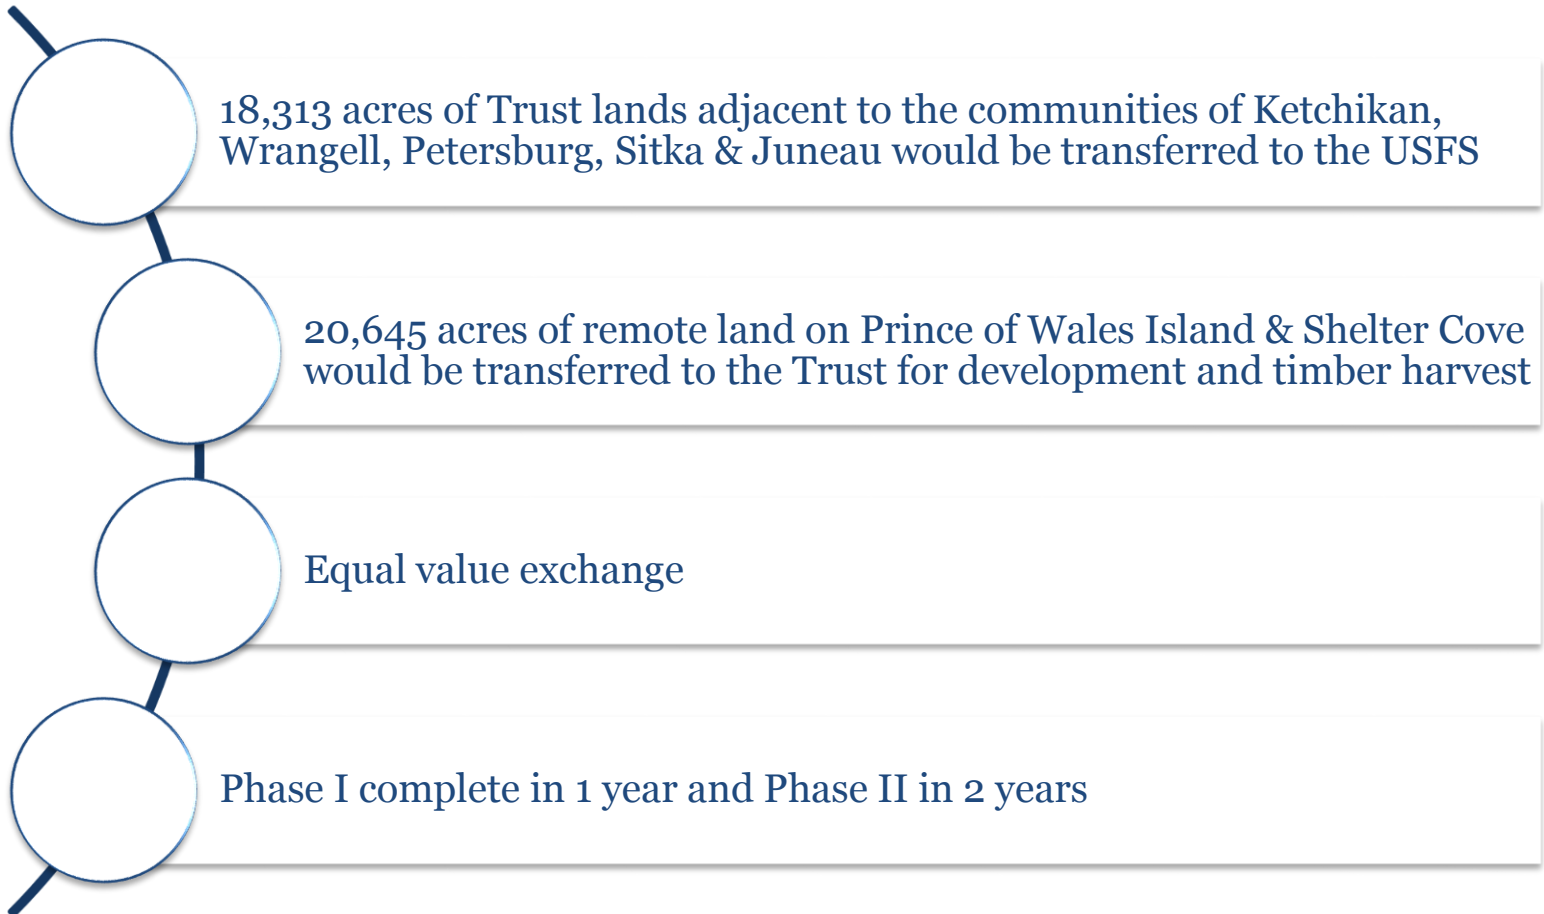 18,313 acres of Trust lands adjacent to the communities of Ketchikan,
Wrangell, Petersburg, Sitka & Juneau would be transferred to the USFS
20,645 acres of remote land on Prince of Wales Island & Shelter Cove
would be transferred to the Trust for development and timber harvest
Equal value exchange
Phase I complete in 1 year and Phase II in 2 years